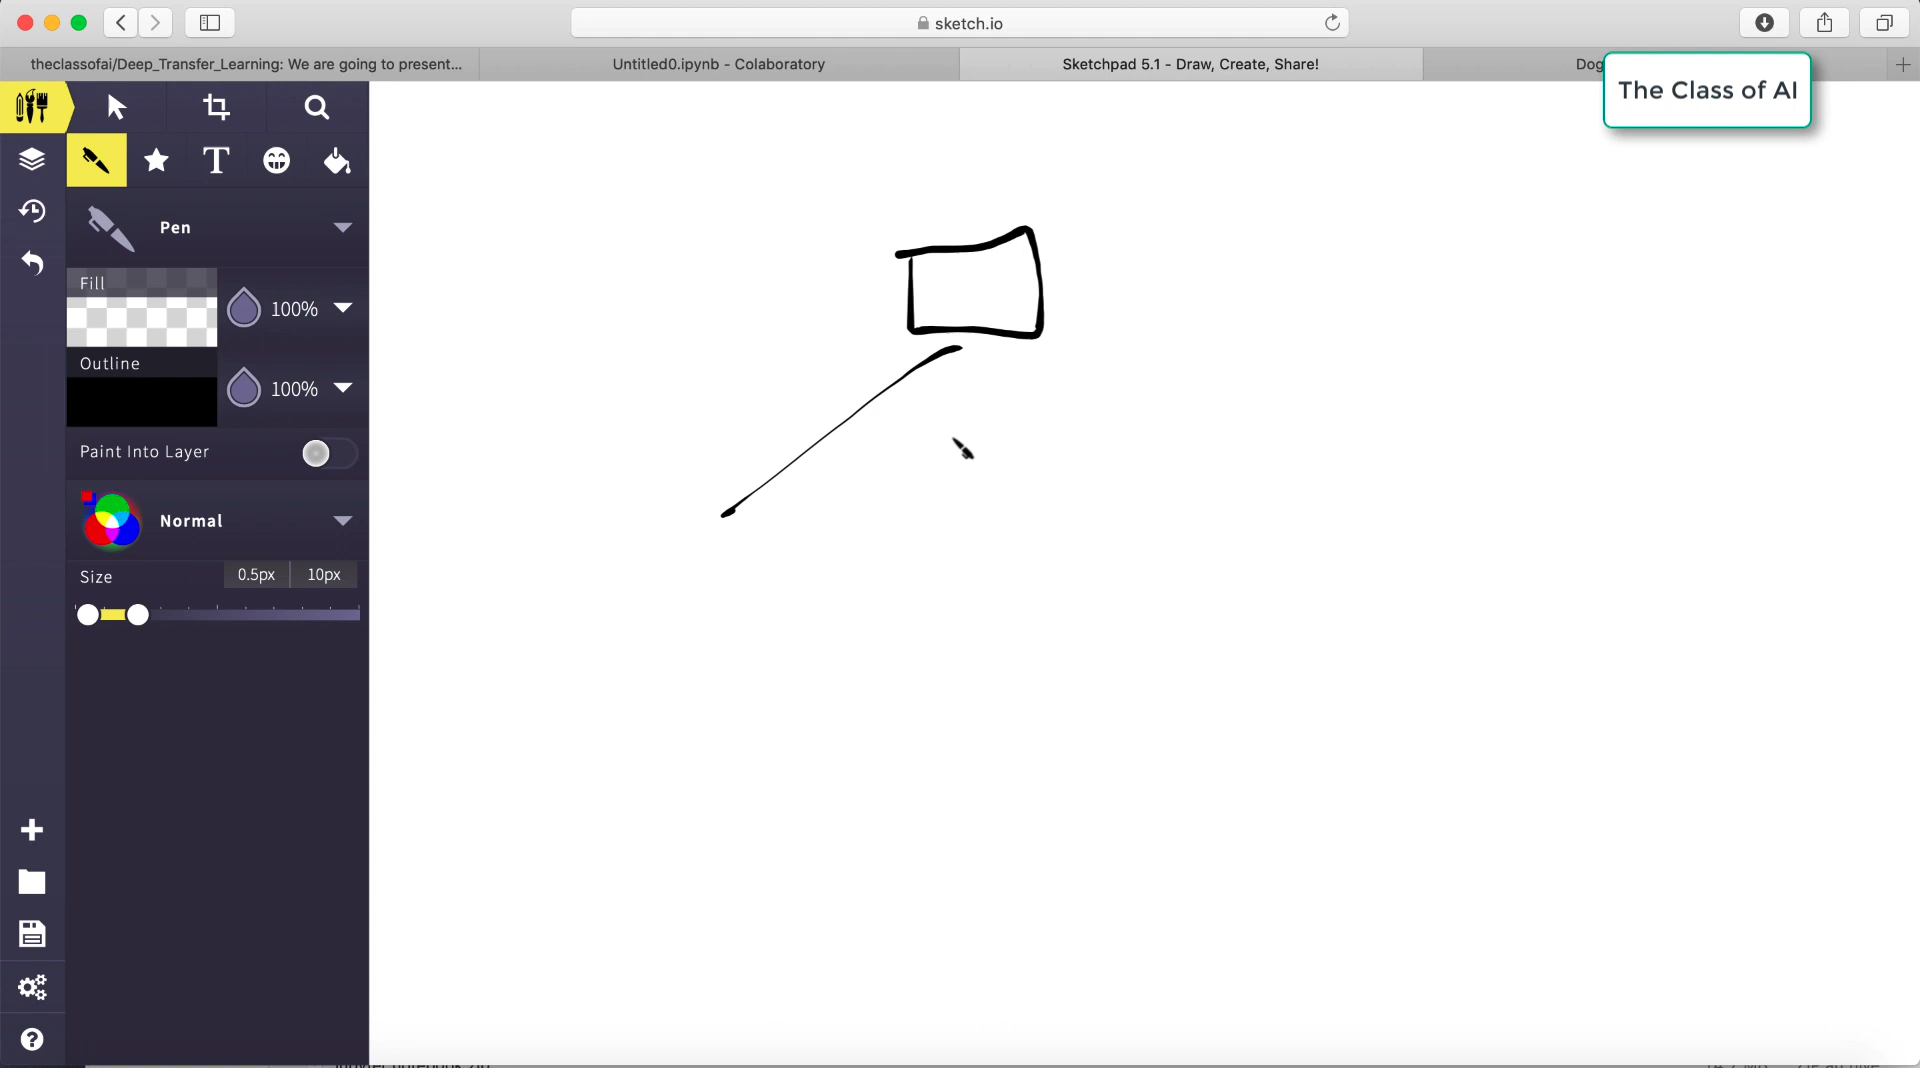 sketch.io
theclassofai/Deep_Transfer_Learning: We are going to present...
Untitled0.ipynb - Colaboratory
Sketchpad 5.1 - Draw, Create, Share!
Dog
The Class of AI
T
Pen
Fill
100%
Outline
100%
Paint Into Layer
Normal
Size
0.5px
10px